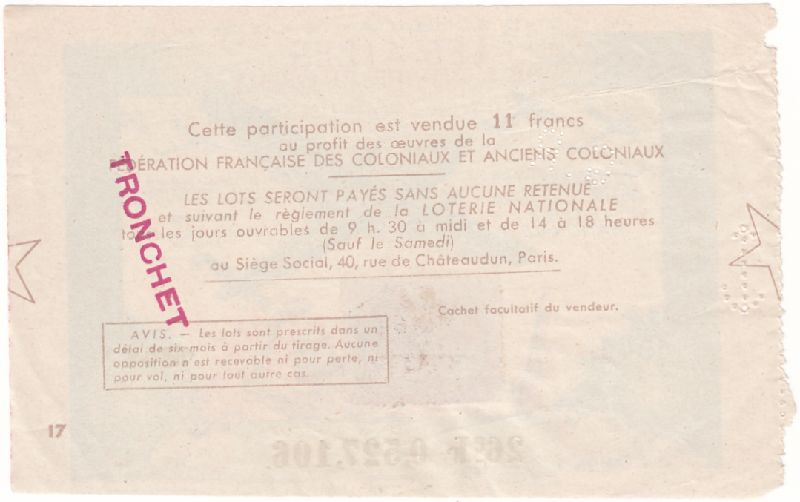 Cette participation est vendue 11 francs
au profit des œuvres de la
FÉDÉRATION FRANÇAISE DES COLONIAUX ET ANCIENS COLONIAUX
LES LOTS SERONT PAYÉS SANS AUCUNE RETENUE
et suivant le règlement de la LOTERIE NATIONALE
tous les jours ouvrables de 9 h. 30 à midi et de 14 à 18 heures
(Sauf le Samedi)
au Siège Social, 40, rue de Châteaudun, Paris.
TRONCHET
Cachet facultatif du vendeur.
AVIS. — Les lots sont prescrits dans un
délai de six mois à partir du tirage. Aucune
opposition n'est recevable ni pour perte, ni
pour vol, ni pour tout autre cas.
17
0.527.106